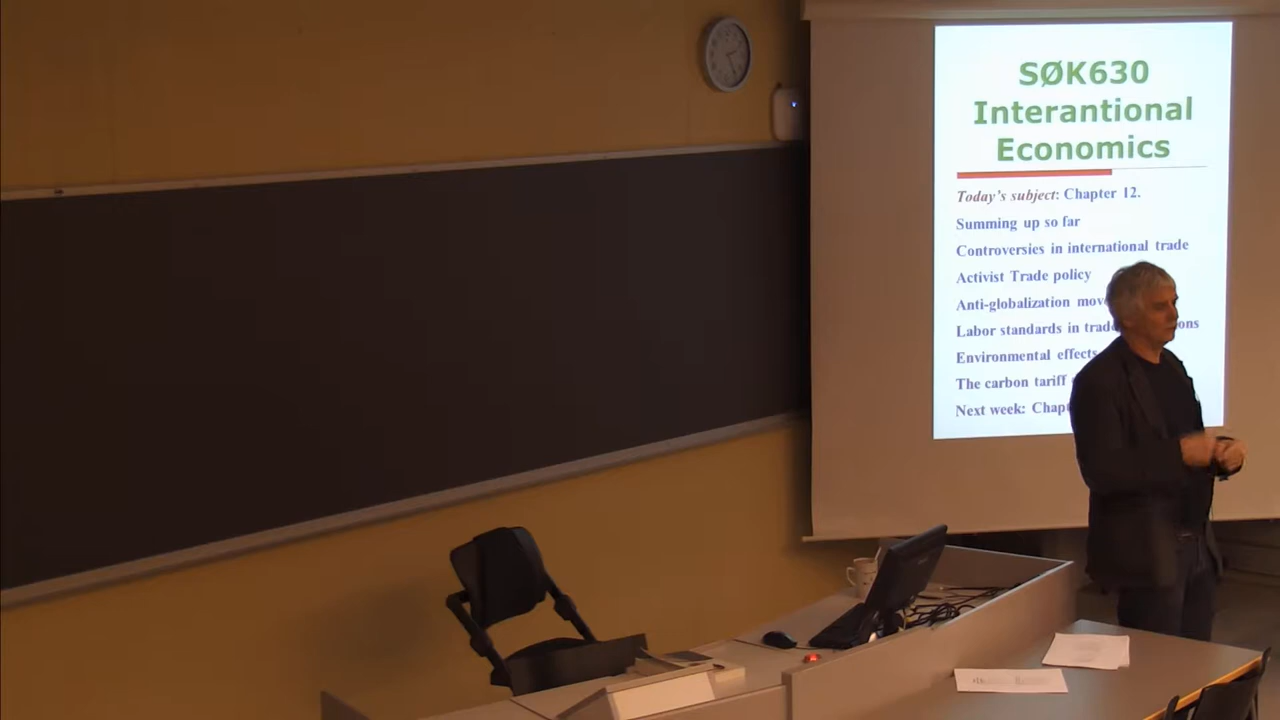 SØK630
Interantional
Economics
Today's subject: Chapter 12.
Summing up so far
Controversies in international trade
Activist Trade policy
Anti-globalization
Labor standards in
Environmental effects
The carbon tariff
Next week: